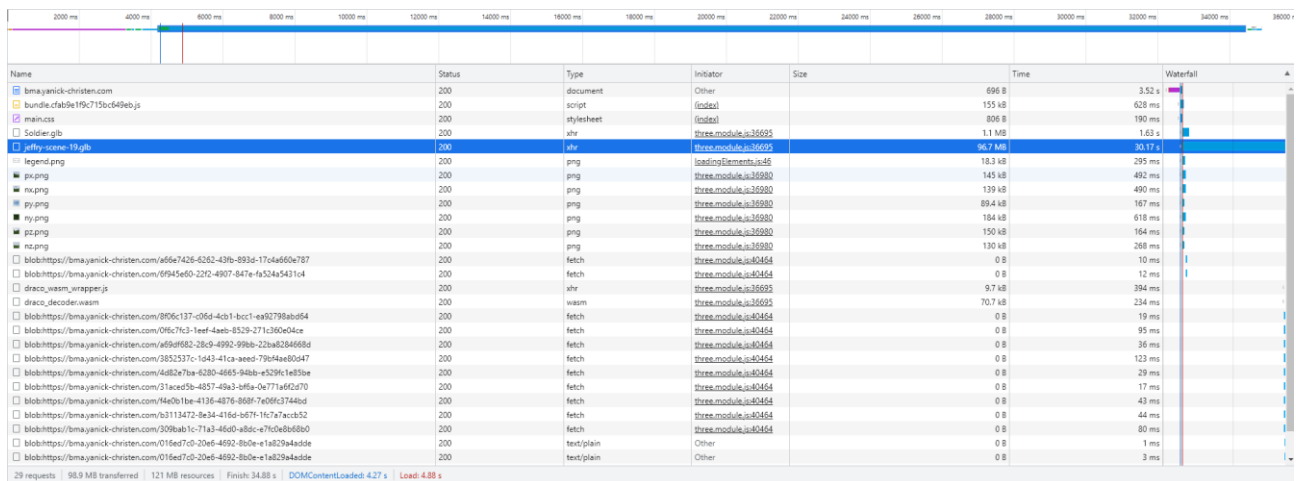 2000 ms 4000 ms 6000 ms 8000 ms 10000 ms 12000 ms 14000 ms 16000 ms 18000 ms 20000 ms 22000 ms 24000 ms 26000 ms 28000 ms 30000 ms 32000 ms 34000 ms 36000
Name Status Type Initiator Size Time Waterfall
bma.yanick-christen.com 200 document Other 696 B 3.52 s
bundle.cfab9e1f9c715bc649eb.js 200 script (index) 155 kB 628 ms
main.css 200 stylesheet (index) 806 B 190 ms
Soldier.glb 200 xhr three.module.js:36695 1.1 MB 1.63 s
jeffry-scene-19.glb 200 xhr three.module.js:36695 96.7 MB 30.17 s
legend.png 200 png loadingElements.js:46 18.3 kB 295 ms
px.png 200 png three.module.js:36980 145 kB 492 ms
nx.png 200 png three.module.js:36980 139 kB 490 ms
py.png 200 png three.module.js:36980 89.4 kB 167 ms
ny.png 200 png three.module.js:36980 184 kB 618 ms
pz.png 200 png three.module.js:36980 150 kB 164 ms
nz.png 200 png three.module.js:36980 130 kB 268 ms
blob:https://bma.yanick-christen.com/a66e7426-6262-43fb-893d-17c4a660e787 200 fetch three.module.js:40464 0 B 10 ms
blob:https://bma.yanick-christen.com/6f945e60-22f2-4907-847e-fa524a5431c4 200 fetch three.module.js:40464 0 B 12 ms
draco_wasm_wrapper.js 200 xhr three.module.js:36695 9.7 kB 394 ms
draco_decoder.wasm 200 wasm three.module.js:36695 70.7 kB 234 ms
blob:https://bma.yanick-christen.com/8f06c137-c06d-4cb1-bcc1-ea92798abd64 200 fetch three.module.js:40464 0 B 19 ms
blob:https://bma.yanick-christen.com/0f6c7fc3-1eef-4aeb-8529-271c360e04ce 200 fetch three.module.js:40464 0 B 95 ms
blob:https://bma.yanick-christen.com/a69df682-28c9-4992-99bb-22ba8284668d 200 fetch three.module.js:40464 0 B 36 ms
blob:https://bma.yanick-christen.com/3852537c-1d43-41ca-aeed-79bf4ae80d47 200 fetch three.module.js:40464 0 B 123 ms
blob:https://bma.yanick-christen.com/4d82e7ba-6280-4665-94bb-e529fc1e85be 200 fetch three.module.js:40464 0 B 29 ms
blob:https://bma.yanick-christen.com/31aced5b-4857-49a3-bf6a-0e771a6f2d70 200 fetch three.module.js:40464 0 B 17 ms
blob:https://bma.yanick-christen.com/f4e0b1be-4136-4876-868f-7e06fc3744bd 200 fetch three.module.js:40464 0 B 43 ms
blob:https://bma.yanick-christen.com/b3113472-8e34-416d-b67f-1fc7a7accb52 200 fetch three.module.js:40464 0 B 44 ms
blob:https://bma.yanick-christen.com/309bab1c-71a3-46d0-a8dc-e7fc0e8b68b0 200 fetch three.module.js:40464 0 B 80 ms
blob:https://bma.yanick-christen.com/016ed7c0-20e6-4692-8b0e-e1a829a4adde 200 text/plain Other 0 B 1 ms
blob:https://bma.yanick-christen.com/016ed7c0-20e6-4692-8b0e-e1a829a4adde 200 text/plain Other 0 B 3 ms
29 requests 98.9 MB transferred 121 MB resources Finish: 34.88 s DOMContentLoaded: 4.27 s Load: 4.88 s